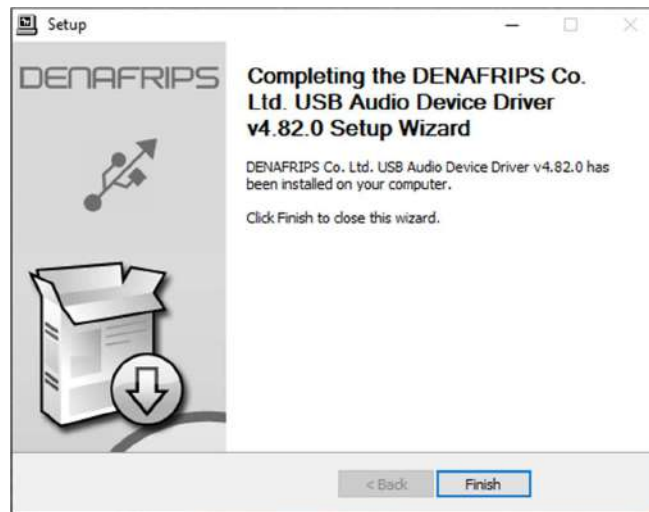 Setup
DENAFRIPS
Completing the DENAFRIPS Co.
Ltd. USB Audio Device Driver
v4.82.0 Setup Wizard
DENAFRIPS Co. Ltd. USB Audio Device Driver v4.82.0 has
been installed on your computer.
Click Finish to close this wizard.
< Back
Finish